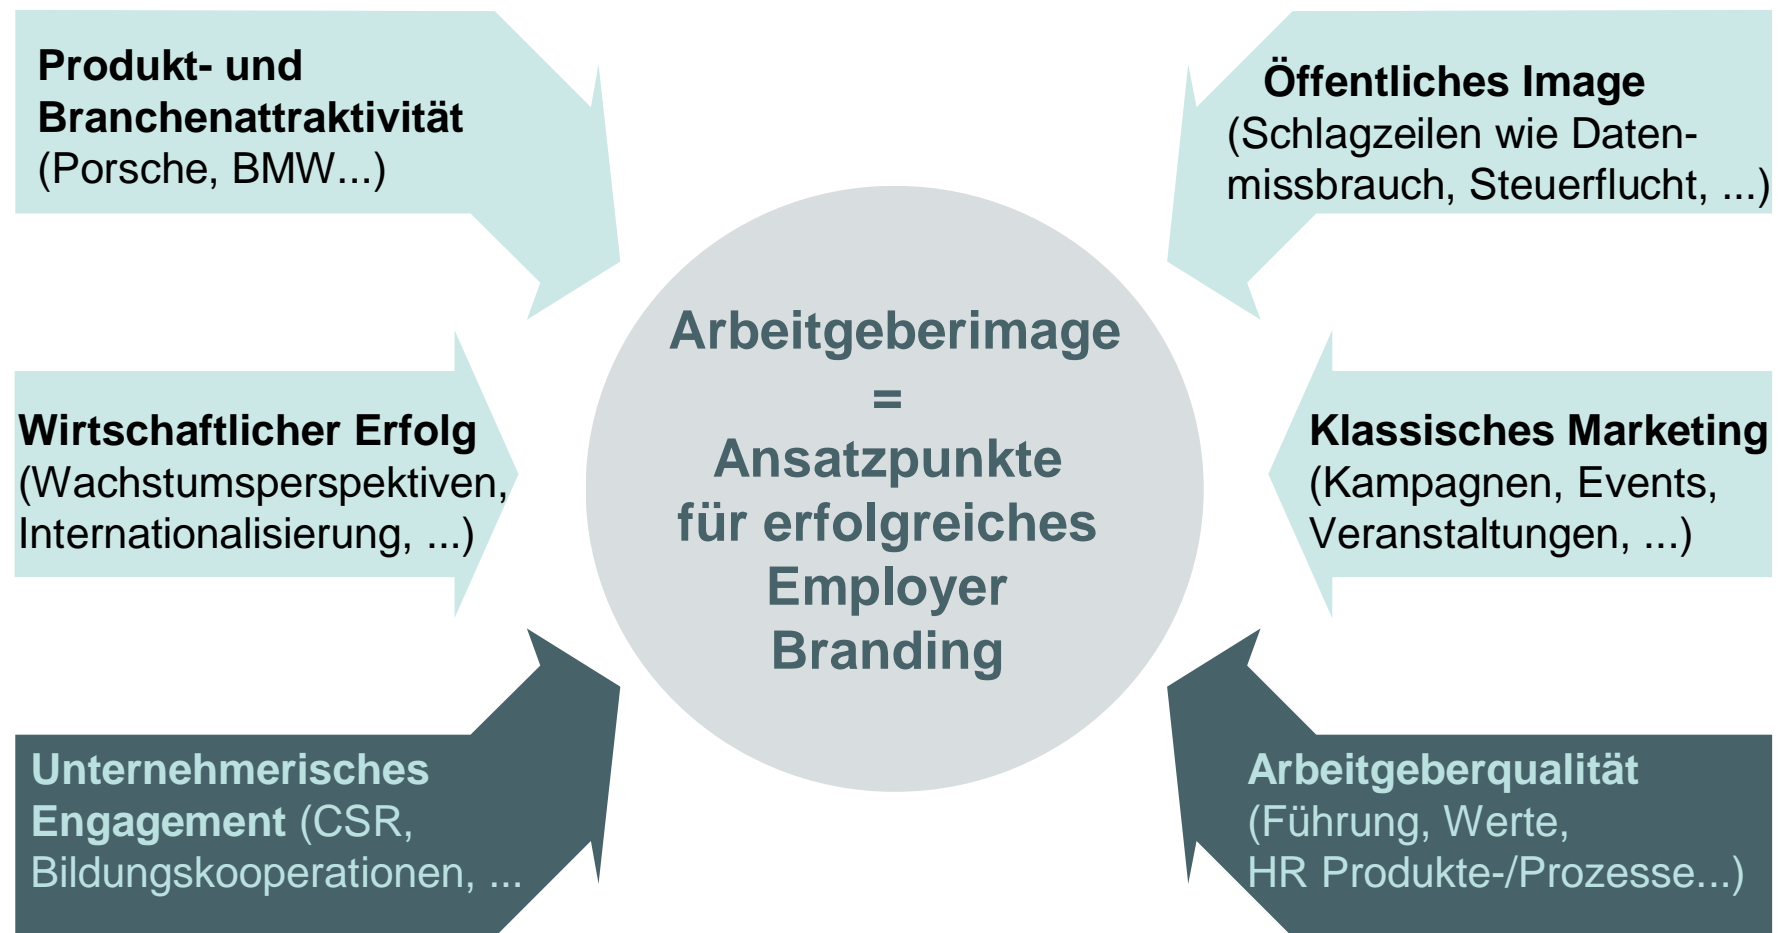 Produkt- und
Branchenattraktivität
(Porsche, BMW...)
Öffentliches Image
(Schlagzeilen wie Daten-
missbrauch, Steuerflucht, ...)
Arbeitgeberimage
=
Ansatzpunkte
für erfolgreiches
Employer
Branding
Wirtschaftlicher Erfolg
(Wachstumsperspektiven,
Internationalisierung, ...)
Klassisches Marketing
(Kampagnen, Events,
Veranstaltungen, ...)
Unternehmerisches
Engagement (CSR,
Bildungskooperationen, ...
Arbeitgeberqualität
(Führung, Werte,
HR Produkte-/Prozesse...)